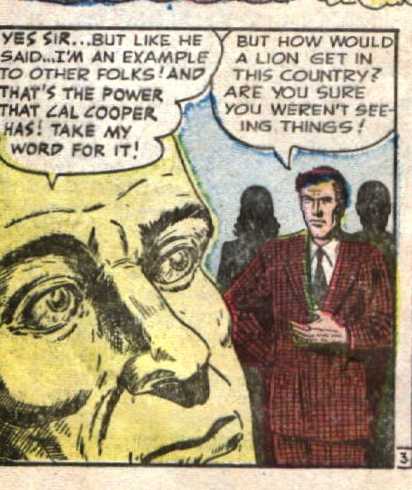 YES SIR...BUT LIKE HE
SAID...I'M AN EXAMPLE
TO OTHER FOLKS! AND
THAT'S THE POWER
THAT CAL COOPER
HAS! TAKE MY
WORD FOR IT!
BUT HOW WOULD
A LION GET IN
THIS COUNTRY?
ARE YOU SURE
YOU WEREN'T SEE-
ING THINGS!
3